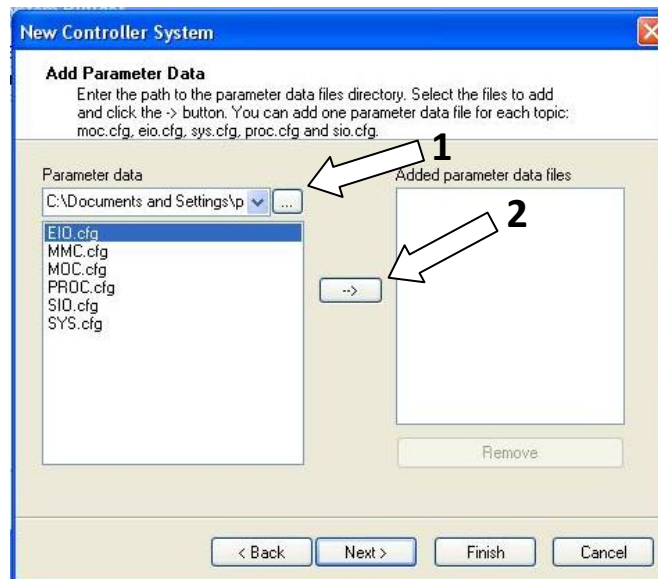 New Controller System
Add Parameter Data
Enter the path to the parameter data files directory. Select the files to add
and click the -> button. You can add one parameter data file for each topic:
moc.cfg, eio.cfg, sys.cfg, proc.cfg and sio.cfg.
1
Parameter data
Added parameter data files
C:\Documents and Settings\p
...
2
EIO.cfg
MMC.cfg
MOC.cfg
PROC.cfg
SIO.cfg
SYS.cfg
-->
Remove
< Back
Next >
Finish
Cancel